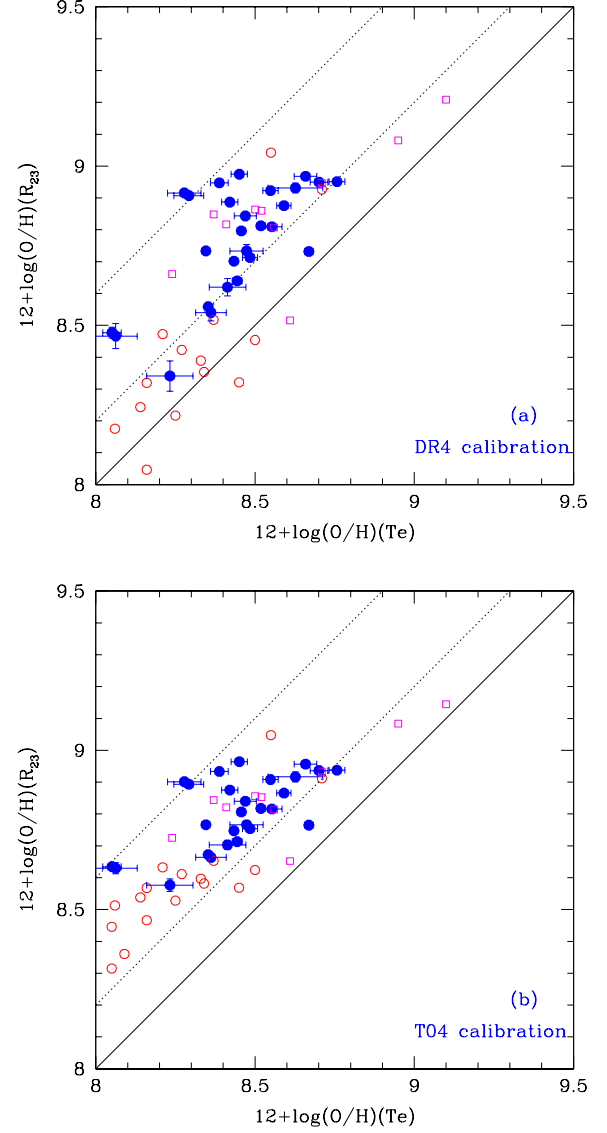 9.5
9
8.5
8
12+log(O/H)(R23)
(a)
DR4 calibration
8
8.5
9
9.5
12+log(O/H)(Te)
9.5
9
8.5
8
12+log(O/H)(R23)
(b)
T04 calibration
8
8.5
9
9.5
12+log(O/H)(Te)